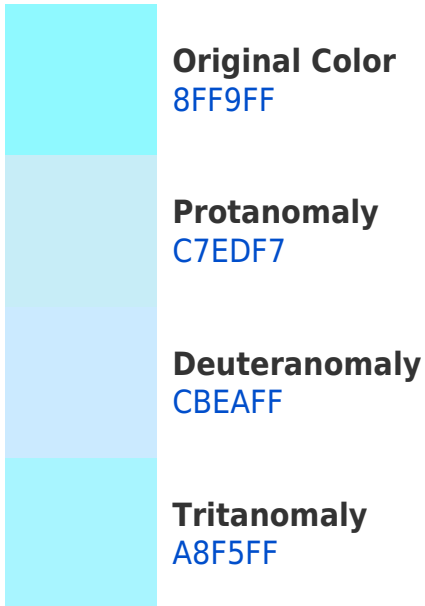 Original Color
8FF9FF
Protanomaly
C7EDF7
Deuteranomaly
CBEAFF
Tritanomaly
A8F5FF